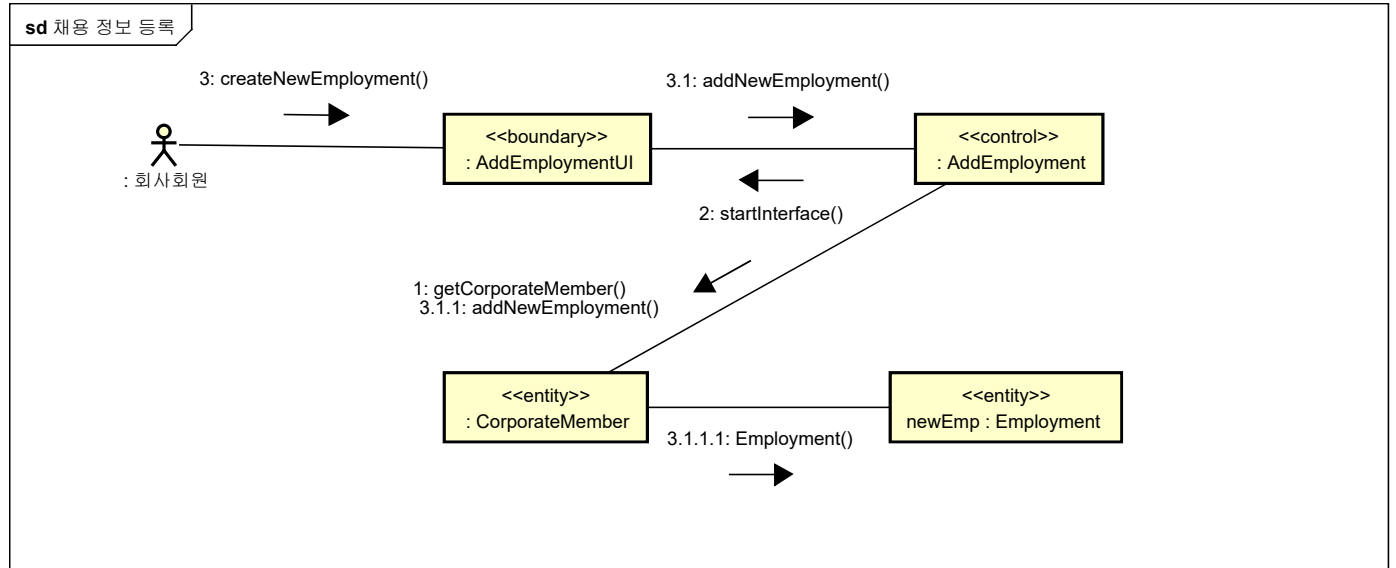 sd 채용 정보 등록
3: createNewEmployment()
3.1: addNewEmployment()
<<boundary>>
: AddEmploymentUI
<<control>>
: AddEmployment
: 회사회원
2: startInterface()
1: getCorporateMember()
3.1.1: addNewEmployment()
<<entity>>
: CorporateMember
<<entity>>
newEmp : Employment
3.1.1.1: Employment()